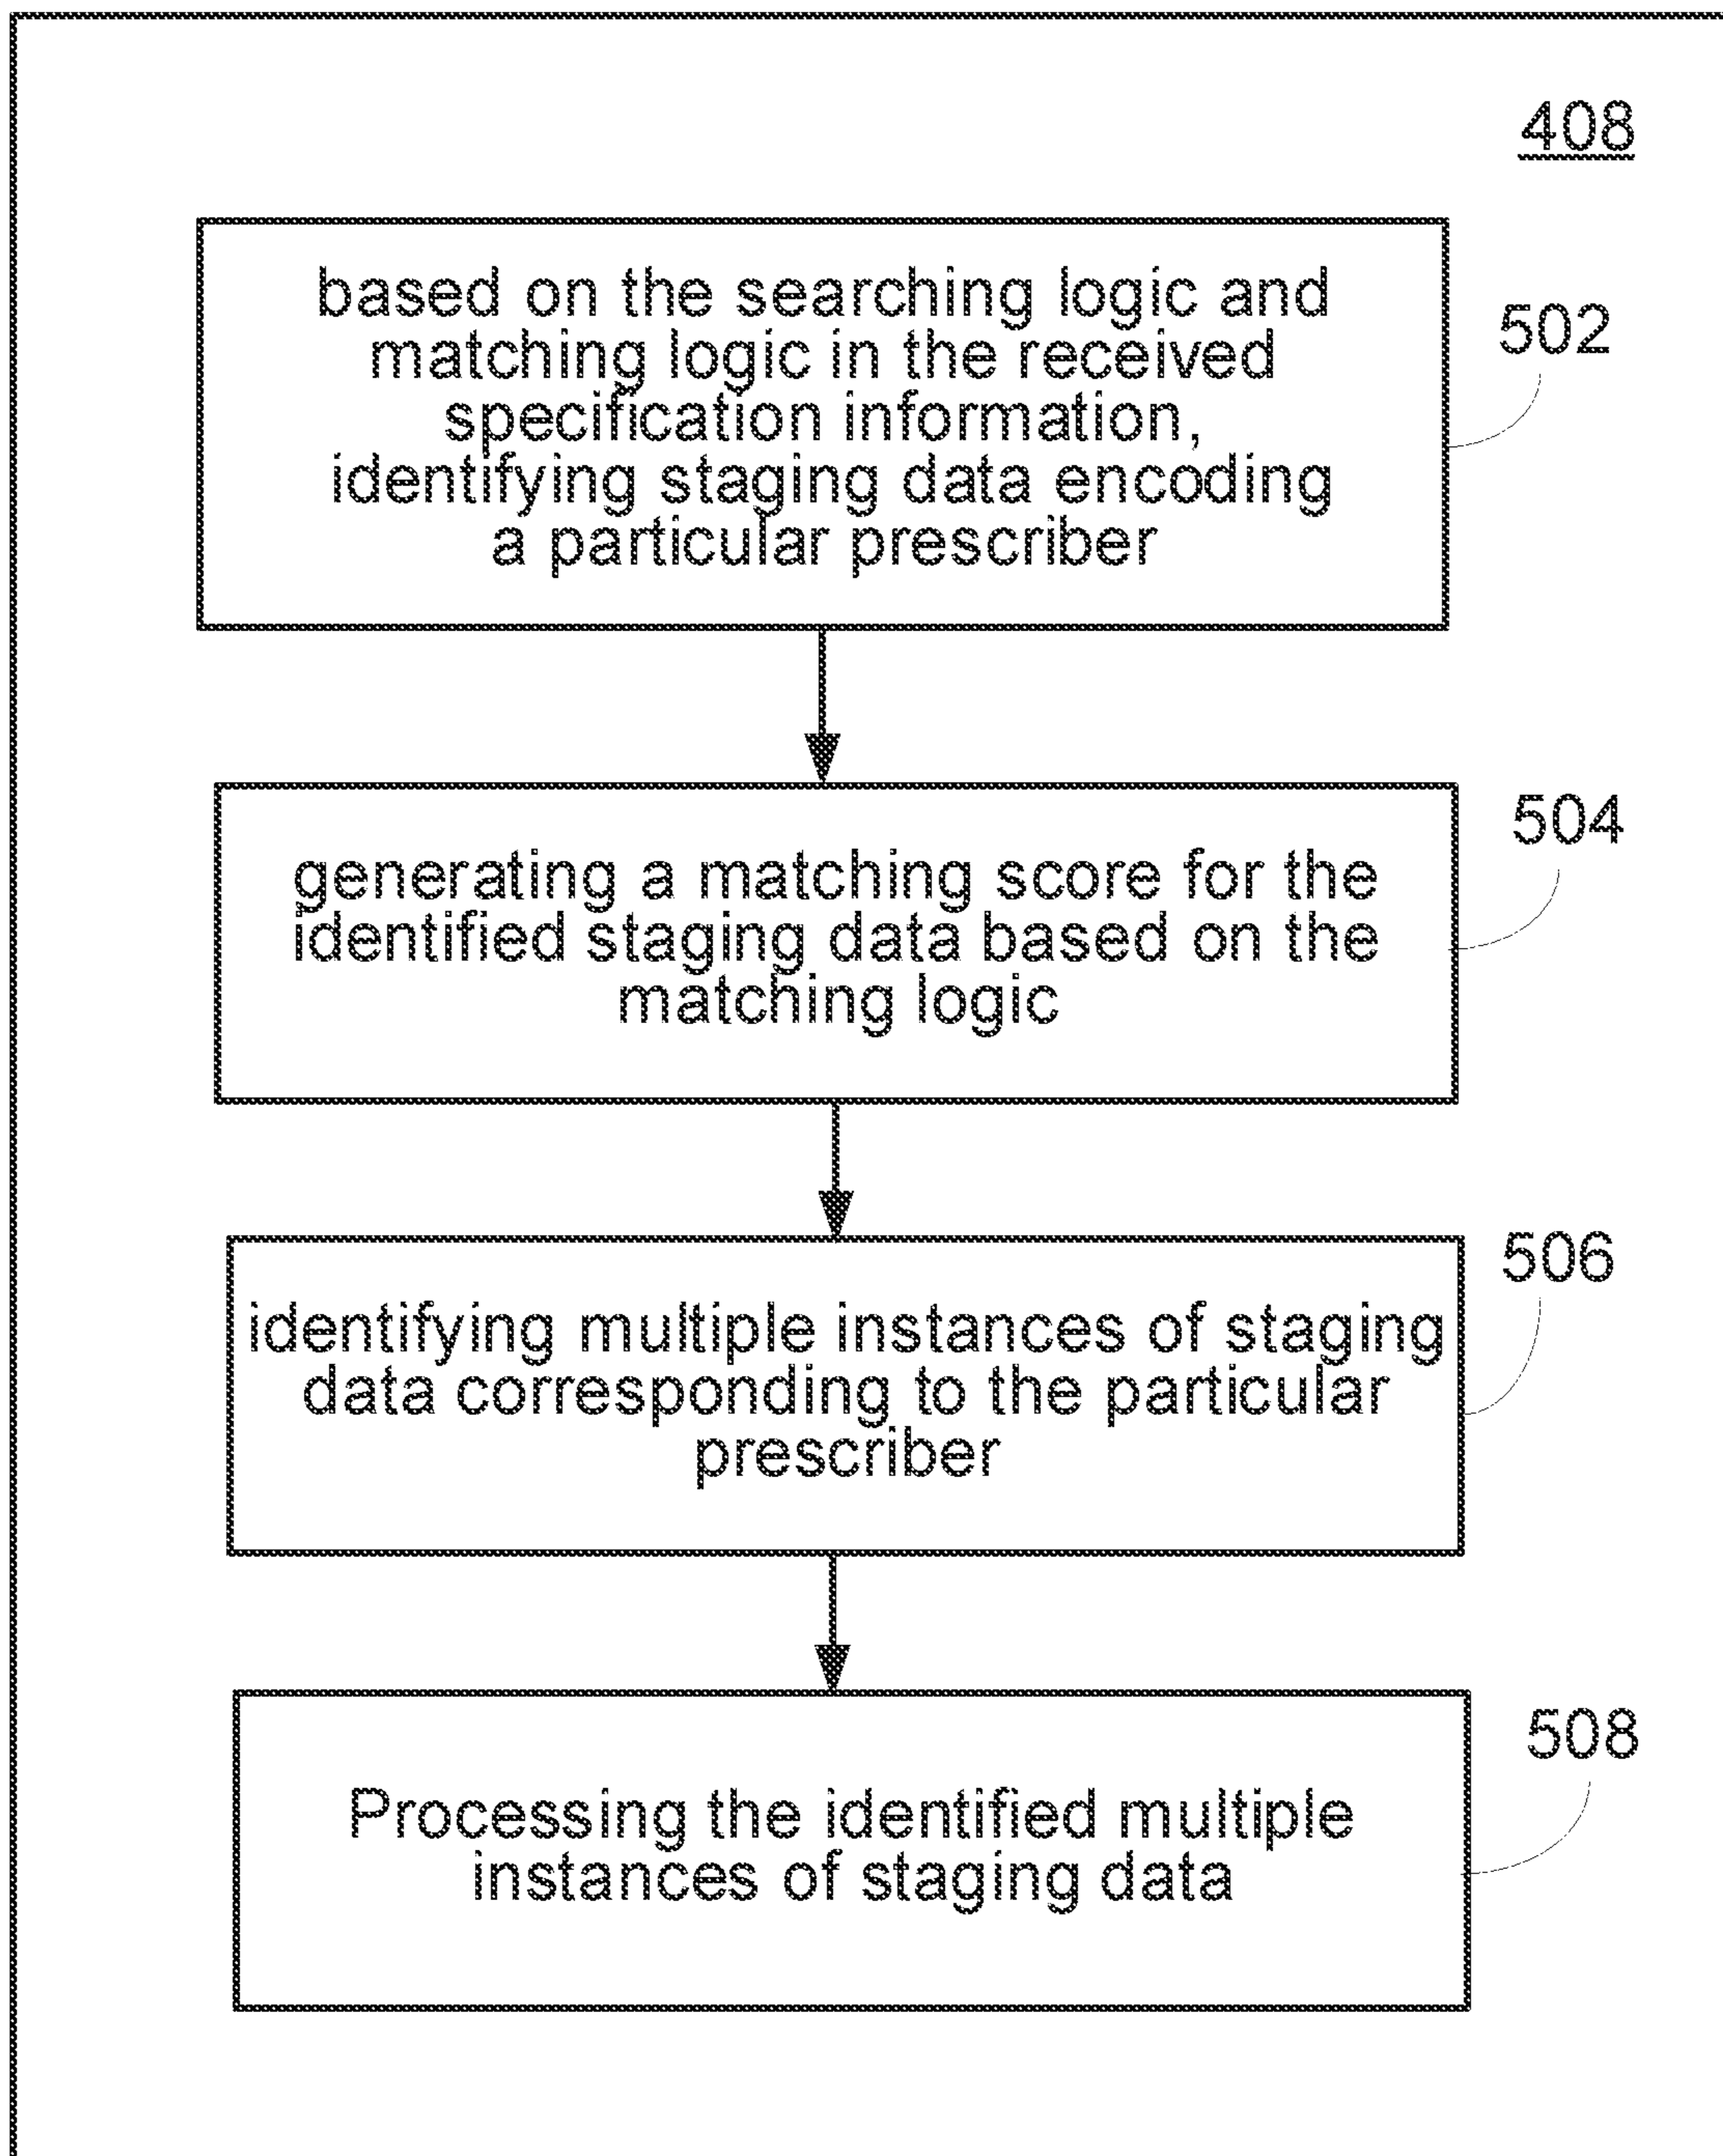 408
based on the searching logic and
matching logic in the received
specification information,
identifying staging data encoding
a particular prescriber
502
generating a matching score for the
identified staging data based on the
matching logic
504
identifying multiple instances of staging
data corresponding to the particular
prescriber
506
Processing the identified multiple
instances of staging data
508